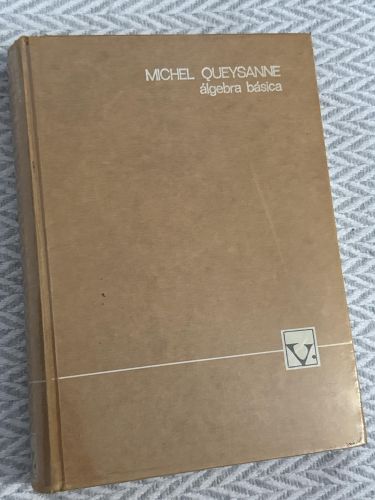 MICHEL QUEYSANNE
álgebra básica
V.